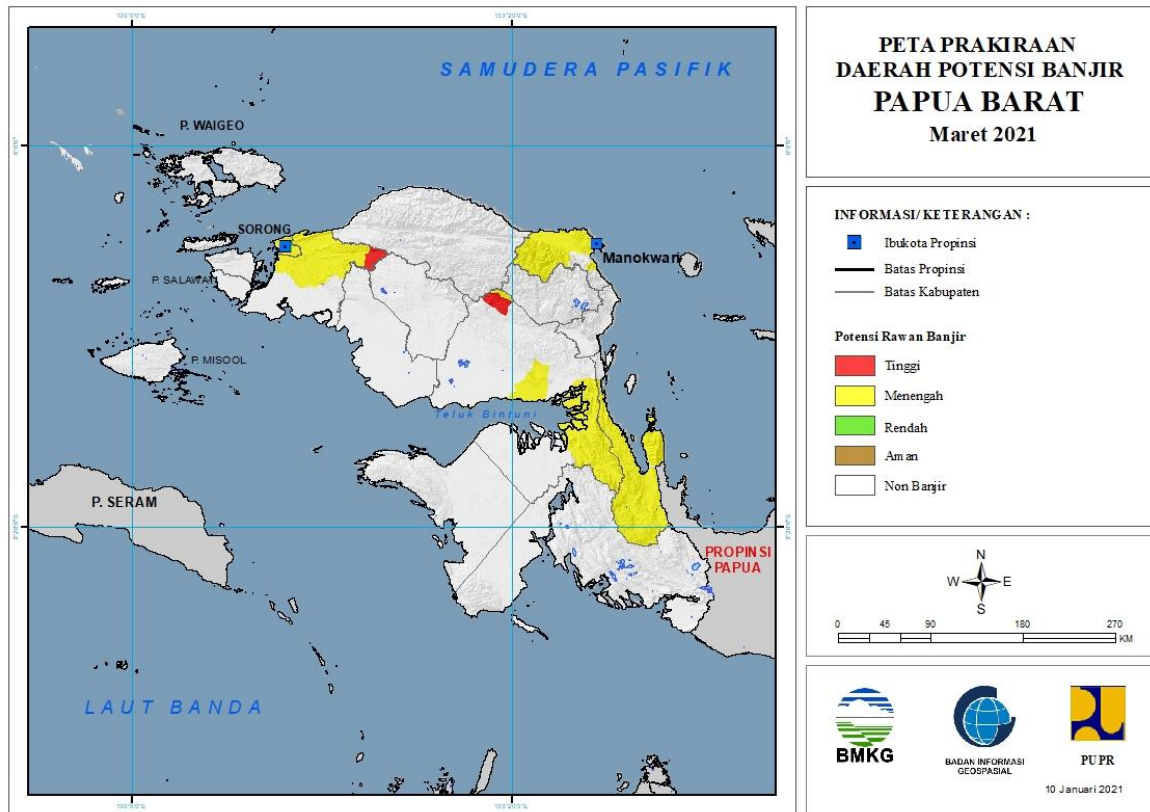 PETA PRAKIRAAN
DAERAH POTENSI BANJIR
PAPUA BARAT
Maret 2021
INFORMASI/ KETERANGAN :
Ibukota Propinsi
Batas Propinsi
Batas Kabupaten
Potensi Rawan Banjir
Tinggi
Menengah
Rendah
Aman
Non Banjir
N
W E
S
0 45 90 180 270
KM
BMKG
BADAN INFORMASI
GEOSPASIAL
PUPR
10 Januari 2021
SAMUDERA PASIFIK
P. WAIGEO
SORONG
Manokwari
P. SALAWATI
P. MISOOL
Teluk Bintuni
P. SERAM
PROPINSI
PAPUA
LAUT BANDA